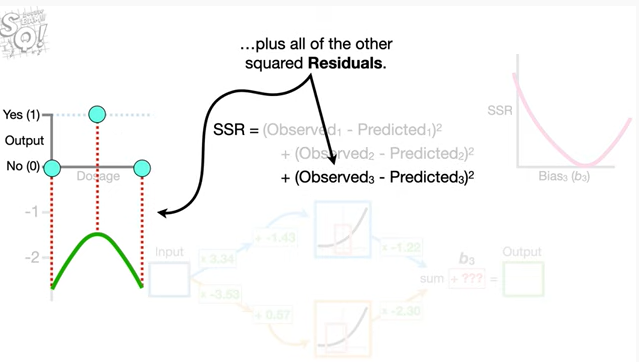 …plus all of the other
squared Residuals.
Yes (1)
Output
No (0)
Dosage
-1
-2
SSR = (Observed₁ - Predicted₁)²
+ (Observed₂ - Predicted₂)²
+ (Observed₃ - Predicted₃)²
SSR
Bias₃ (b₃)
Input
x 3.34
+ -1.43
x -1.22
x -3.53
+ 0.57
x -2.30
b₃
sum + ??? =
Output